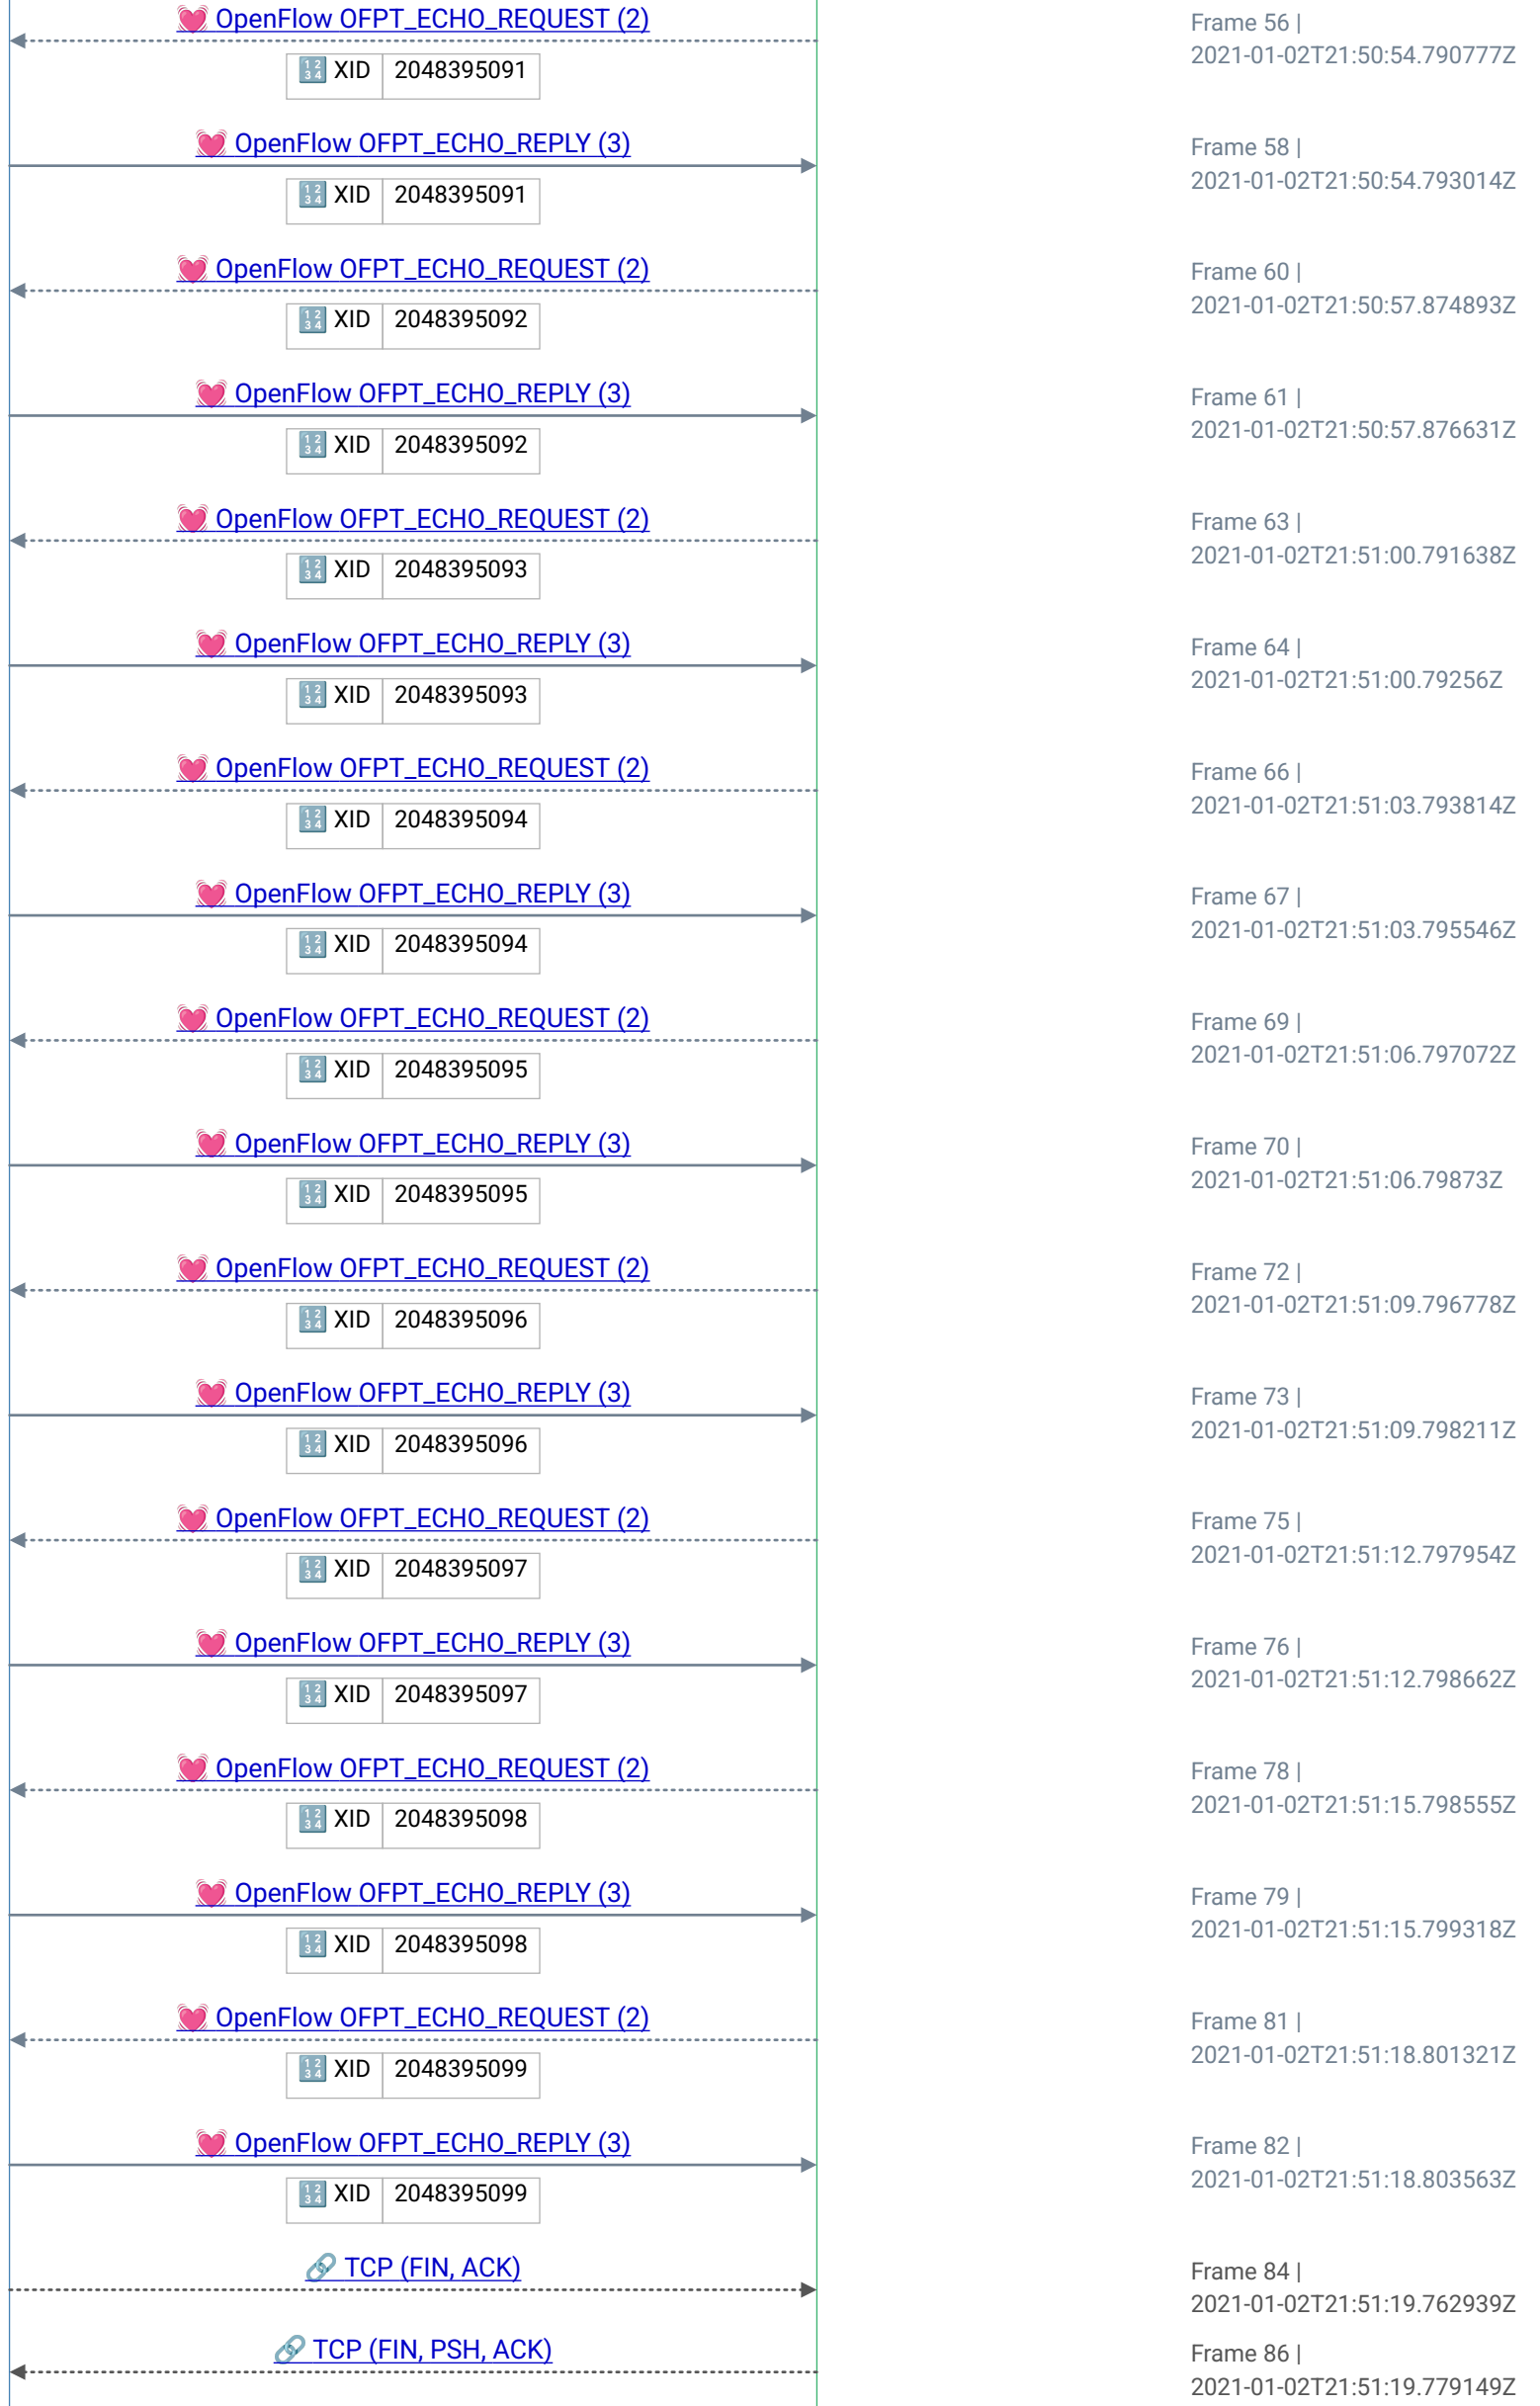 💓 OpenFlow OFPT_ECHO_REQUEST (2)
Frame 56 |
2021-01-02T21:50:54.790777Z
🔢 XID 2048395091
💓 OpenFlow OFPT_ECHO_REPLY (3)
Frame 58 |
2021-01-02T21:50:54.793014Z
🔢 XID 2048395091
💓 OpenFlow OFPT_ECHO_REQUEST (2)
Frame 60 |
2021-01-02T21:50:57.874893Z
🔢 XID 2048395092
💓 OpenFlow OFPT_ECHO_REPLY (3)
Frame 61 |
2021-01-02T21:50:57.876631Z
🔢 XID 2048395092
💓 OpenFlow OFPT_ECHO_REQUEST (2)
Frame 63 |
2021-01-02T21:51:00.791638Z
🔢 XID 2048395093
💓 OpenFlow OFPT_ECHO_REPLY (3)
Frame 64 |
2021-01-02T21:51:00.79256Z
🔢 XID 2048395093
💓 OpenFlow OFPT_ECHO_REQUEST (2)
Frame 66 |
2021-01-02T21:51:03.793814Z
🔢 XID 2048395094
💓 OpenFlow OFPT_ECHO_REPLY (3)
Frame 67 |
2021-01-02T21:51:03.795546Z
🔢 XID 2048395094
💓 OpenFlow OFPT_ECHO_REQUEST (2)
Frame 69 |
2021-01-02T21:51:06.797072Z
🔢 XID 2048395095
💓 OpenFlow OFPT_ECHO_REPLY (3)
Frame 70 |
2021-01-02T21:51:06.79873Z
🔢 XID 2048395095
💓 OpenFlow OFPT_ECHO_REQUEST (2)
Frame 72 |
2021-01-02T21:51:09.796778Z
🔢 XID 2048395096
💓 OpenFlow OFPT_ECHO_REPLY (3)
Frame 73 |
2021-01-02T21:51:09.798211Z
🔢 XID 2048395096
💓 OpenFlow OFPT_ECHO_REQUEST (2)
Frame 75 |
2021-01-02T21:51:12.797954Z
🔢 XID 2048395097
💓 OpenFlow OFPT_ECHO_REPLY (3)
Frame 76 |
2021-01-02T21:51:12.798662Z
🔢 XID 2048395097
💓 OpenFlow OFPT_ECHO_REQUEST (2)
Frame 78 |
2021-01-02T21:51:15.798555Z
🔢 XID 2048395098
💓 OpenFlow OFPT_ECHO_REPLY (3)
Frame 79 |
2021-01-02T21:51:15.799318Z
🔢 XID 2048395098
💓 OpenFlow OFPT_ECHO_REQUEST (2)
Frame 81 |
2021-01-02T21:51:18.801321Z
🔢 XID 2048395099
💓 OpenFlow OFPT_ECHO_REPLY (3)
Frame 82 |
2021-01-02T21:51:18.803563Z
🔢 XID 2048395099
🔗 TCP (FIN, ACK)
Frame 84 |
2021-01-02T21:51:19.762939Z
🔗 TCP (FIN, PSH, ACK)
Frame 86 |
2021-01-02T21:51:19.779149Z